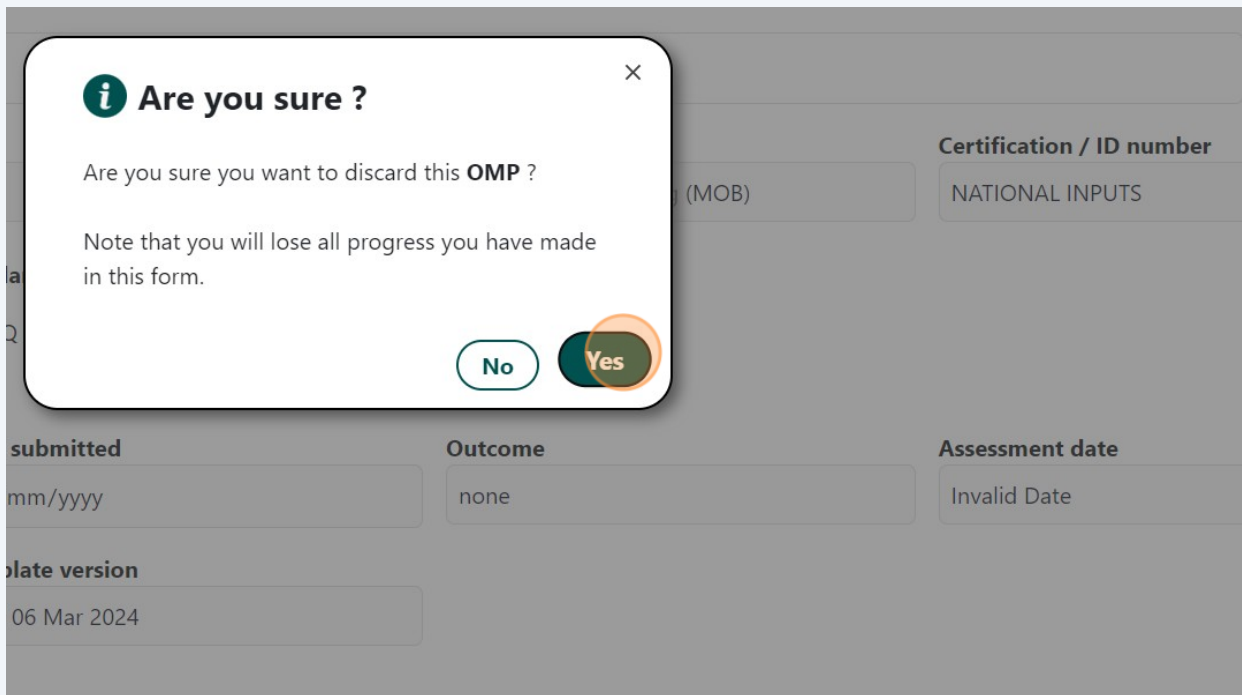 Are you sure ?
Are you sure you want to discard this OMP ?
Note that you will lose all progress you have made
in this form.
No
Yes
Certification / ID number
(MOB)
NATIONAL INPUTS
submitted
Outcome
Assessment date
mm/yyyy
none
Invalid Date
version
06 Mar 2024